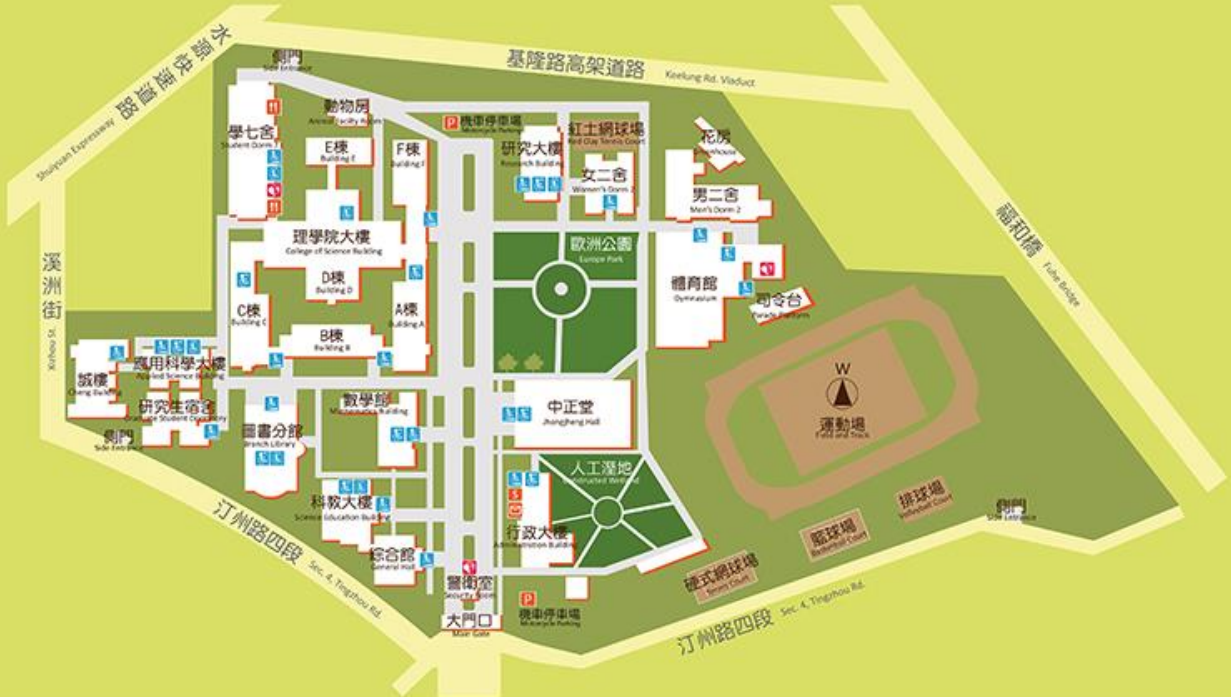 側門
Side Entrance
水源快速道路
Shuiyuan Expressway
基隆路高架道路
Keelung Rd. Viaduct
動物房
學七舍
Student Dorm 7
E棟
Building E
F棟
Building F
P
機車停車場
Motorcycle Parking
研究大樓
Research Building
紅土網球場
Red Clay Tennis Court
女二舍
Women's Dorm 2
花房
Greenhouse
男二舍
Men's Dorm 2
福和橋
Fuhe Bridge
理學院大樓
College of Science Building
D棟
Building D
歐洲公園
Europe Park
體育館
Gymnasium
司令台
Parade Platform
溪洲街
Xizhou St.
C棟
Building C
A棟
Building A
B棟
Building B
誠樓
Cheng Building
應用科學大樓
Applied Science Building
研究生宿舍
Graduate Student Dormitory
側門
Side Entrance
圖書分館
Branch Library
數學館
Mathematics Building
中正堂
Zhongzheng Hall
W
運動場
Field and Track
人工溼地
Constructed Wetland
科教大樓
Science Education Building
綜合館
General Hall
$
行政大樓
Administration Building
排球場
Volleyball Court
籃球場
Basketball Court
硬式網球場
Tennis Court
側門
Side Entrance
汀州路四段
Sec. 4, Tingzhou Rd.
警衛室
Security Room
大門口
Main Gate
P
機車停車場
Motorcycle Parking
汀州路四段
Sec. 4, Tingzhou Rd.